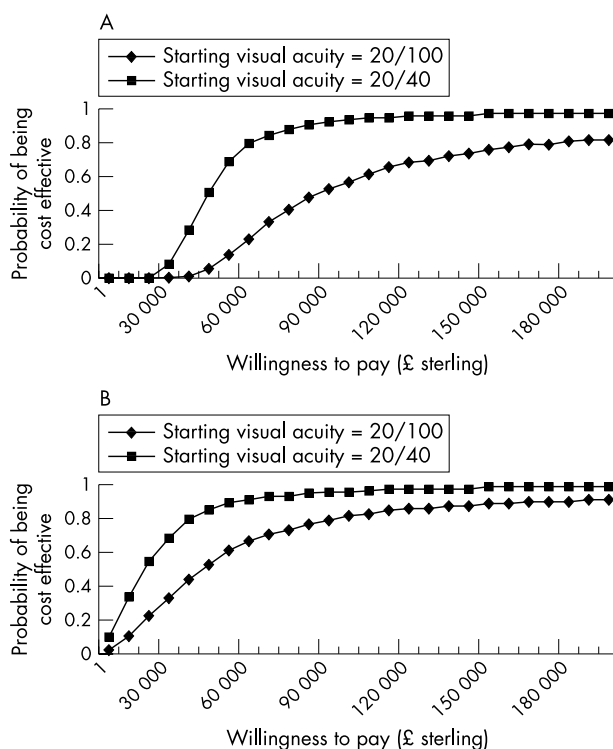 A
Starting visual acuity = 20/100
Starting visual acuity = 20/40
Probability of being
cost effective
1
0.8
0.6
0.4
0.2
0
1
30 000
60 000
90 000
120 000
150 000
180 000
Willingness to pay (£ sterling)
B
Starting visual acuity = 20/100
Starting visual acuity = 20/40
Probability of being
cost effective
1
0.8
0.6
0.4
0.2
0
1
30 000
60 000
90 000
120 000
150 000
180 000
Willingness to pay (£ sterling)